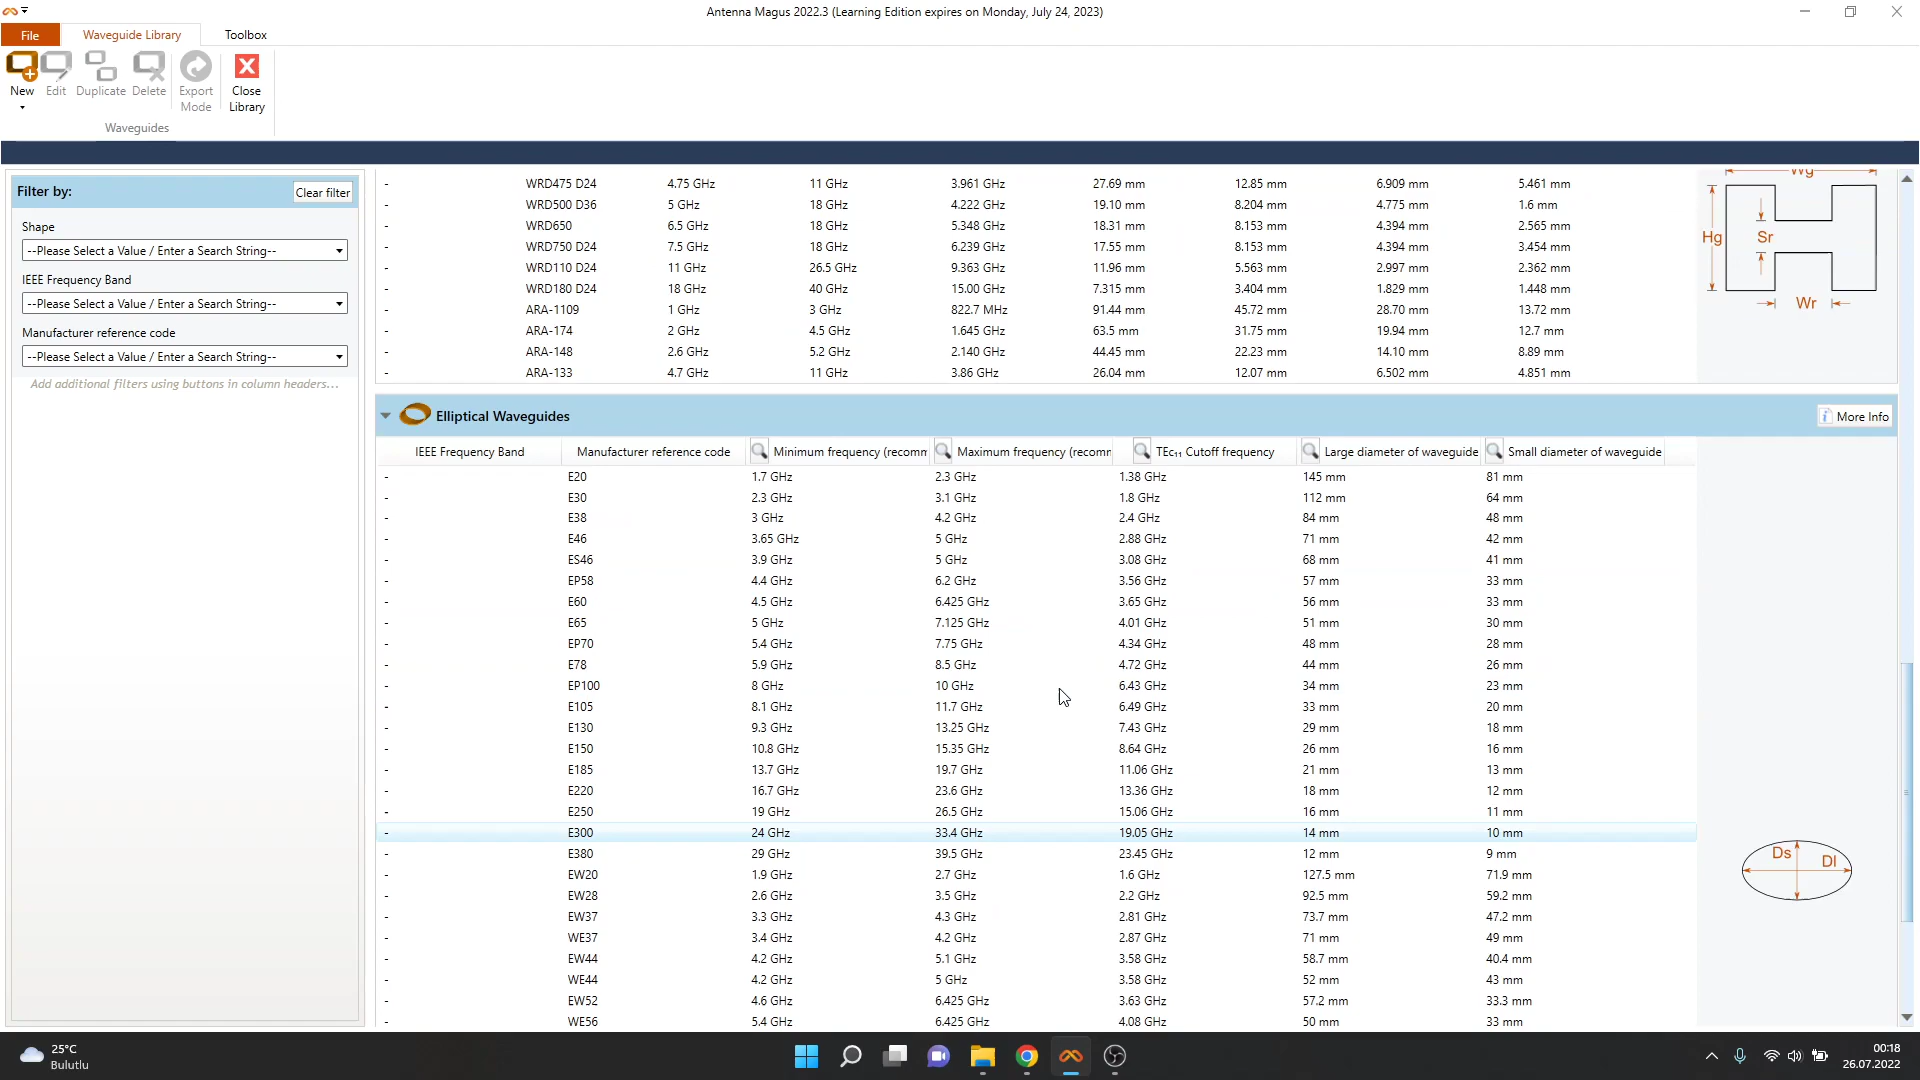 Antenna Magus 2022.3 (Learning Edition expires on Monday, July 24, 2023)
File Waveguide Library Toolbox
New Edit Duplicate Delete Export Mode Close Library
Waveguides
Filter by: Clear filter
Shape
--Please Select a Value / Enter a Search String--
IEEE Frequency Band
--Please Select a Value / Enter a Search String--
Manufacturer reference code
--Please Select a Value / Enter a Search String--
Add additional filters using buttons in column headers...
- WRD475 D24 4.75 GHz 11 GHz 3.961 GHz 27.69 mm 12.85 mm 6.909 mm 5.461 mm
- WRD500 D36 5 GHz 18 GHz 4.222 GHz 19.10 mm 8.204 mm 4.775 mm 1.6 mm
- WRD650 6.5 GHz 18 GHz 5.348 GHz 18.31 mm 8.153 mm 4.394 mm 2.565 mm
- WRD750 D24 7.5 GHz 18 GHz 6.239 GHz 17.55 mm 8.153 mm 4.394 mm 3.454 mm
- WRD110 D24 11 GHz 26.5 GHz 9.363 GHz 11.96 mm 5.563 mm 2.997 mm 2.362 mm
- WRD180 D24 18 GHz 40 GHz 15.00 GHz 7.315 mm 3.404 mm 1.829 mm 1.448 mm
- ARA-1109 1 GHz 3 GHz 822.7 MHz 91.44 mm 45.72 mm 28.70 mm 13.72 mm
- ARA-174 2 GHz 4.5 GHz 1.645 GHz 63.5 mm 31.75 mm 19.94 mm 12.7 mm
- ARA-148 2.6 GHz 5.2 GHz 2.140 GHz 44.45 mm 22.23 mm 14.10 mm 8.89 mm
- ARA-133 4.7 GHz 11 GHz 3.86 GHz 26.04 mm 12.07 mm 6.502 mm 4.851 mm
Wg
Hg Sr
Wr
Elliptical Waveguides More Info
IEEE Frequency Band Manufacturer reference code Minimum frequency (recomm Maximum frequency (recomm TEc₁₁ Cutoff frequency Large diameter of waveguide Small diameter of waveguide
- E20 1.7 GHz 2.3 GHz 1.38 GHz 145 mm 81 mm
- E30 2.3 GHz 3.1 GHz 1.8 GHz 112 mm 64 mm
- E38 3 GHz 4.2 GHz 2.4 GHz 84 mm 48 mm
- E46 3.65 GHz 5 GHz 2.88 GHz 71 mm 42 mm
- ES46 3.9 GHz 5 GHz 3.08 GHz 68 mm 41 mm
- EP58 4.4 GHz 6.2 GHz 3.56 GHz 57 mm 33 mm
- E60 4.5 GHz 6.425 GHz 3.65 GHz 56 mm 33 mm
- E65 5 GHz 7.125 GHz 4.01 GHz 51 mm 30 mm
- EP70 5.4 GHz 7.75 GHz 4.34 GHz 48 mm 28 mm
- E78 5.9 GHz 8.5 GHz 4.72 GHz 44 mm 26 mm
- EP100 8 GHz 10 GHz 6.43 GHz 34 mm 23 mm
- E105 8.1 GHz 11.7 GHz 6.49 GHz 33 mm 20 mm
- E130 9.3 GHz 13.25 GHz 7.43 GHz 29 mm 18 mm
- E150 10.8 GHz 15.35 GHz 8.64 GHz 26 mm 16 mm
- E185 13.7 GHz 19.7 GHz 11.06 GHz 21 mm 13 mm
- E220 16.7 GHz 23.6 GHz 13.36 GHz 18 mm 12 mm
- E250 19 GHz 26.5 GHz 15.06 GHz 16 mm 11 mm
- E300 24 GHz 33.4 GHz 19.05 GHz 14 mm 10 mm
- E380 29 GHz 39.5 GHz 23.45 GHz 12 mm 9 mm
- EW20 1.9 GHz 2.7 GHz 1.6 GHz 127.5 mm 71.9 mm
- EW28 2.6 GHz 3.5 GHz 2.2 GHz 92.5 mm 59.2 mm
- EW37 3.3 GHz 4.3 GHz 2.81 GHz 73.7 mm 47.2 mm
- WE37 3.4 GHz 4.2 GHz 2.87 GHz 71 mm 49 mm
- EW44 4.2 GHz 5.1 GHz 3.58 GHz 58.7 mm 40.4 mm
- WE44 4.2 GHz 5 GHz 3.58 GHz 52 mm 43 mm
- EW52 4.6 GHz 6.425 GHz 3.63 GHz 57.2 mm 33.3 mm
- WE56 5.4 GHz 6.425 GHz 4.08 GHz 50 mm 33 mm
Ds Dl
25°C
Bulutlu
00:18
26.07.2022